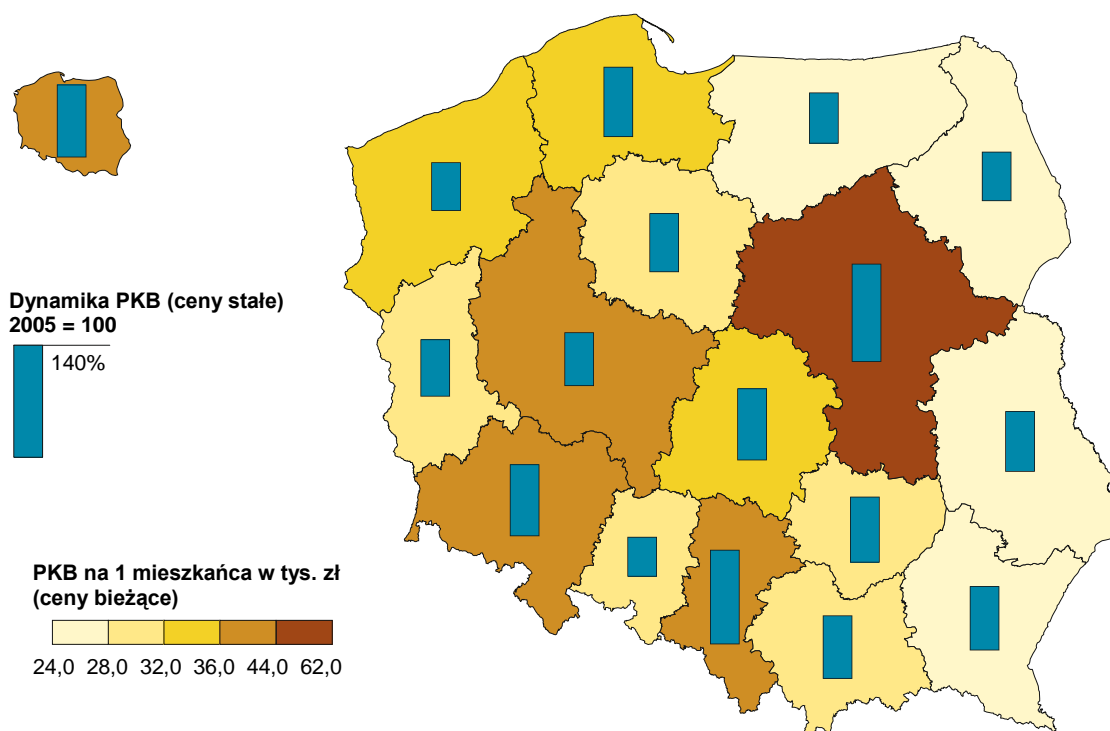 Dynamika PKB (ceny stałe)
2005 = 100
140%
PKB na 1 mieszkańca w tys. zł
(ceny bieżące)
24,0 28,0 32,0 36,0 44,0 62,0